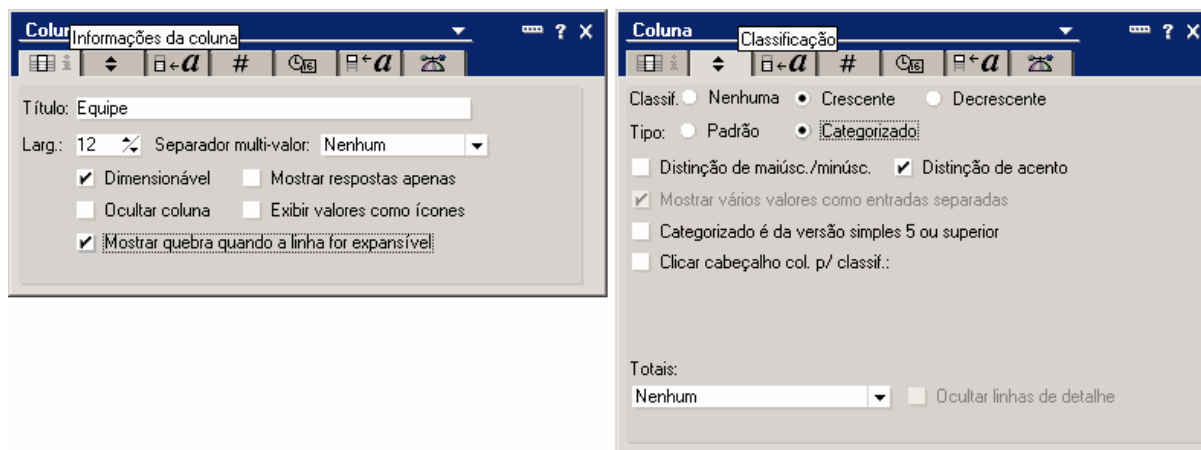 Colun
Informações da coluna
? X
a # 16 a
Título: Equipe
Larg.: 12 Separador multi-valor: Nenhum
Dimensionável Mostrar respostas apenas
Ocultar coluna Exibir valores como ícones
Mostrar quebra quando a linha for expansível
Coluna
Classificação
? X
a # 16 a
Classif. Nenhuma Crescente Decrescente
Tipo: Padrão Categorizado
Distinção de maiúsc./minúsc. Distinção de acento
Mostrar vários valores como entradas separadas
Categorizado é da versão simples 5 ou superior
Clicar cabeçalho col. p/ classif.:
Totais:
Nenhum Ocultar linhas de detalhe